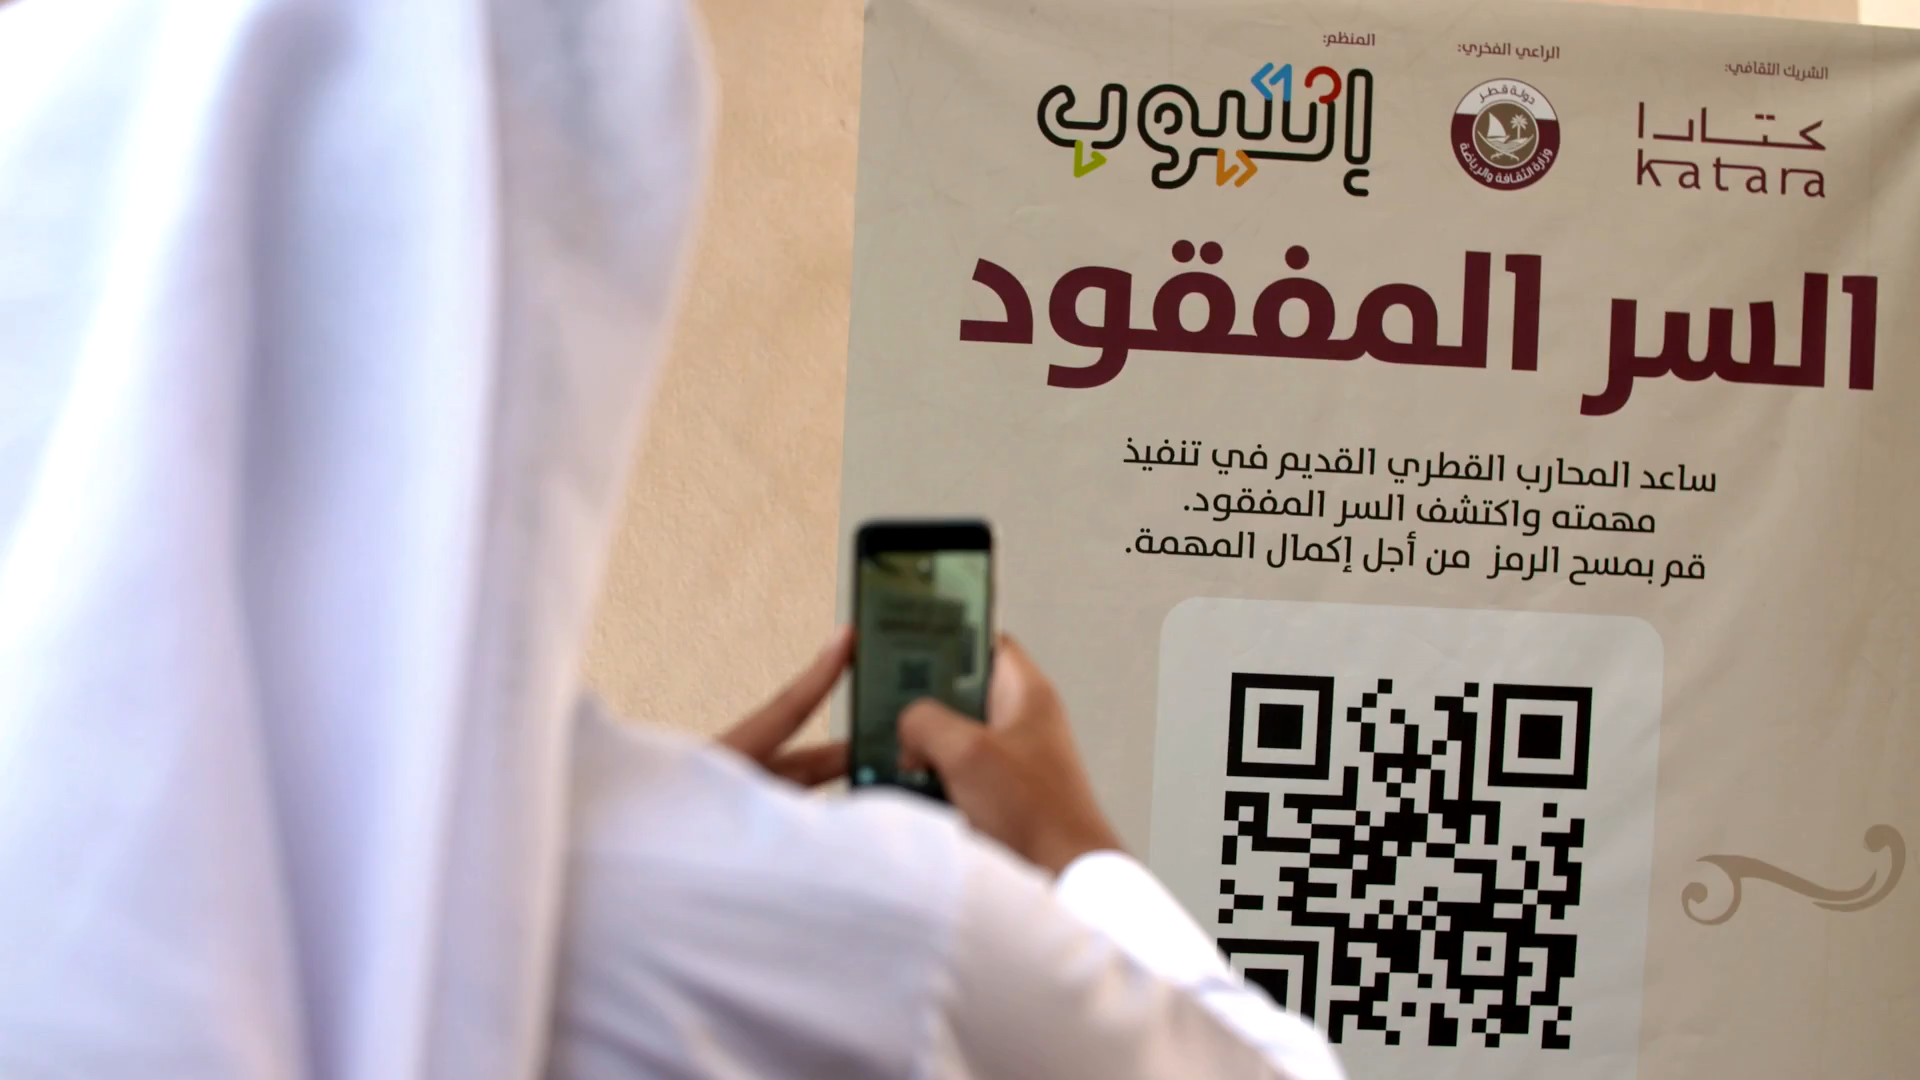 الشريك الثقافي:
كتارا
katara
الراعي الفخري:
دولة قطر
وزارة الثقافة والرياضة
المنظم:
إثنيوب
السر المفقود
ساعد المحارب القطري القديم في تنفيذ
مهمته واكتشف السر المفقود.
قم بمسح الرمز من أجل إكمال المهمة.